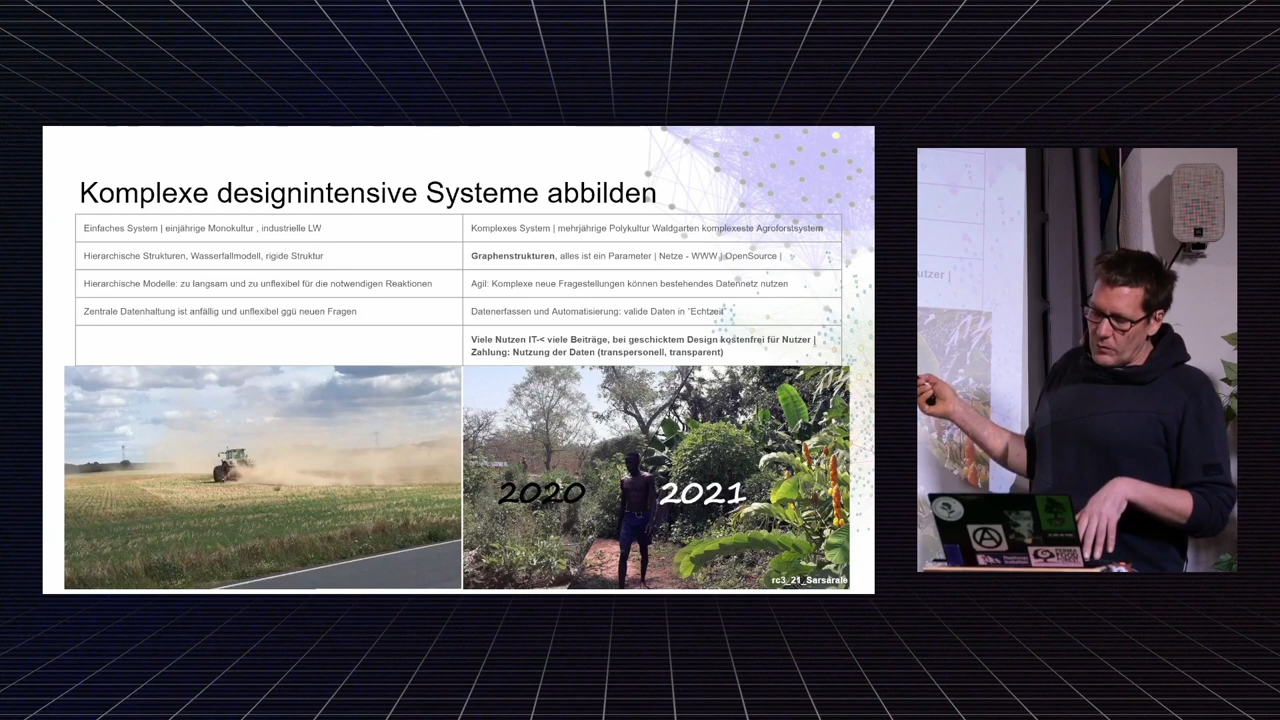 Komplexe designintensive Systeme abbilden
Einfaches System | einjährige Monokultur , industrielle LW
Komplexes System | mehrjährige Polykultur Waldgarten komplexeste Agroforstsystem
Hierarchische Strukturen, Wasserfallmodell, rigide Struktur
Graphenstrukturen, alles ist ein Parameter | Netze - WWW | OpenSource |
Hierarchische Modelle: zu langsam und zu unflexibel für die notwendigen Reaktionen
Agil: Komplexe neue Fragestellungen können bestehendes Datennetz nutzen
Zentrale Datenhaltung ist anfällig und unflexibel ggü neuen Fragen
Datenerfassen und Automatisierung: valide Daten in "Echtzeit"
Viele Nutzen IT-< viele Beiträge, bei geschicktem Design kostenfrei für Nutzer |
Zahlung: Nutzung der Daten (transpersonell, transparent)
2020
2021
rc3_21_Sarsarale
utzer |